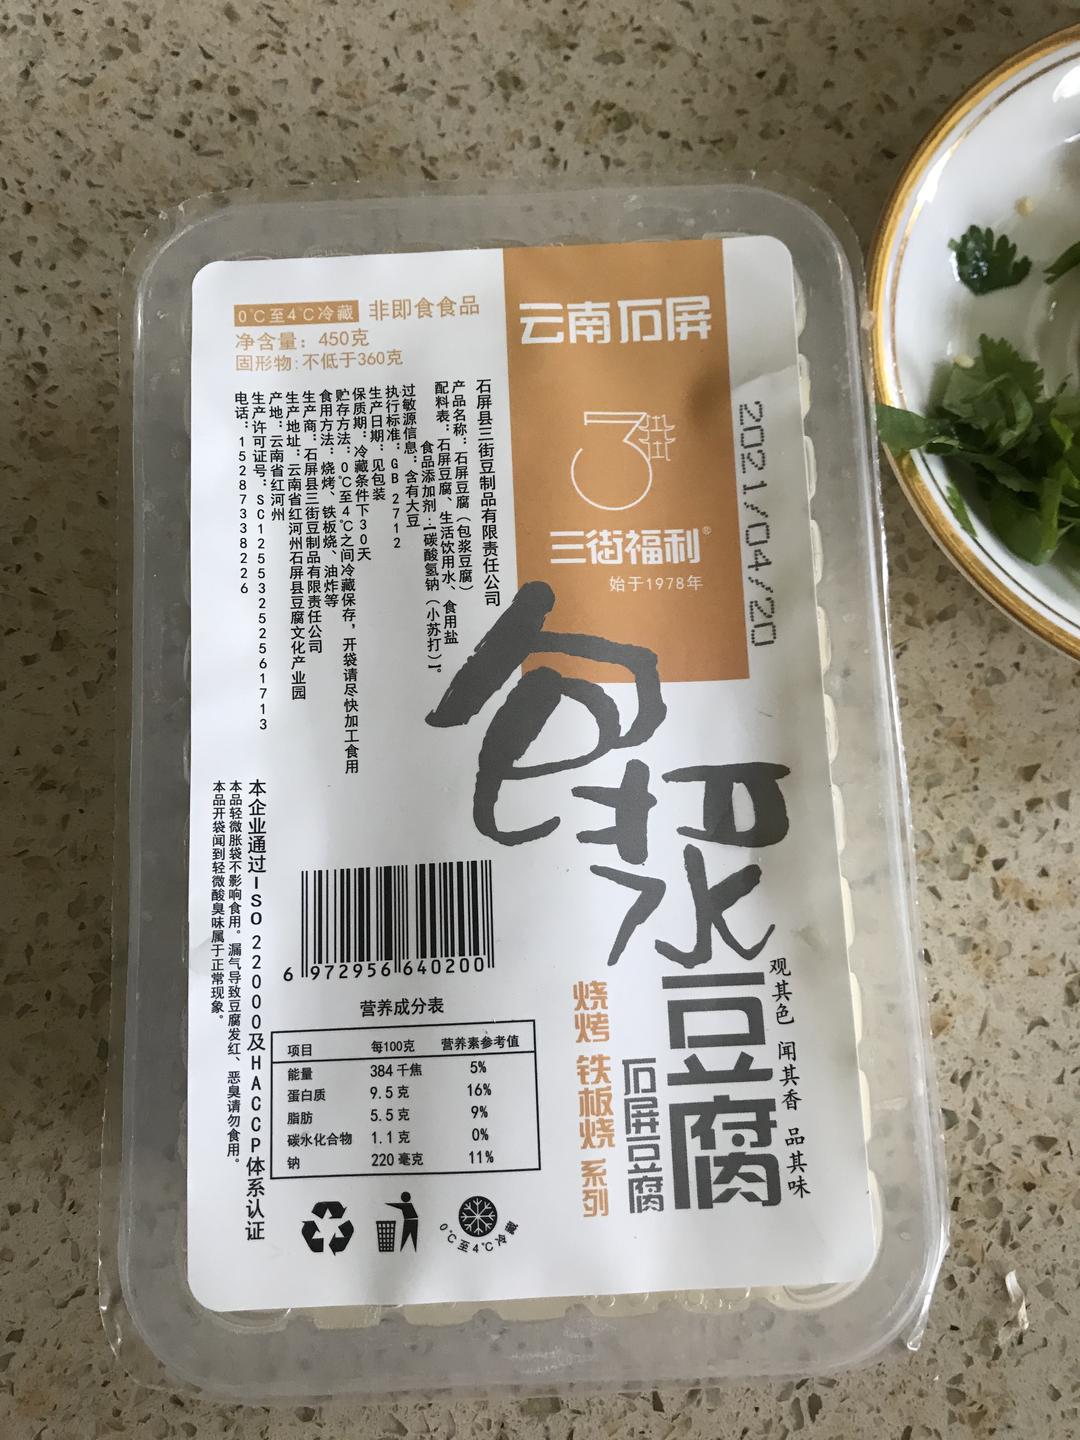 0℃至4℃冷藏 非即食食品
净含量：450克
固形物:不低于360克
云南石屏
3街
三街福利®
始于1978年
2021/04/20
石屏县三街豆制品有限责任公司
产品名称：石屏豆腐（包浆豆腐）
配料表：石屏豆腐、生活饮用水、食用盐
食品添加剂：[碳酸氢钠（小苏打）]。
过敏源信息：含有大豆
执行标准：GB 2712
生产日期：见包装
保质期：冷藏条件下30天
贮存方法：0℃至4℃之间冷藏保存，开袋请尽快加工食用
食用方法：烧烤、铁板烧、油炸等
生产商：石屏县三街豆制品有限责任公司
生产地址：云南省红河州石屏县豆腐文化产业园
产地：云南省红河州
生产许可证号：SC12553252561713
电话：15287338226
包浆
豆腐
观其色 闻其香 品其味
石屏豆腐
烧烤 铁板烧 系列
本企业通过ISO 22000及HACCP体系认证
本品轻微胀袋不影响食用。漏气导致豆腐发红、恶臭请勿食用。
本品开袋闻到轻微酸臭味属于正常现象。
6 972956 640200
营养成分表
项目 每100克 营养素参考值
能量 384千焦 5%
蛋白质 9.5克 16%
脂肪 5.5克 9%
碳水化合物 1.1克 0%
钠 220毫克 11%
0℃至4℃冷藏